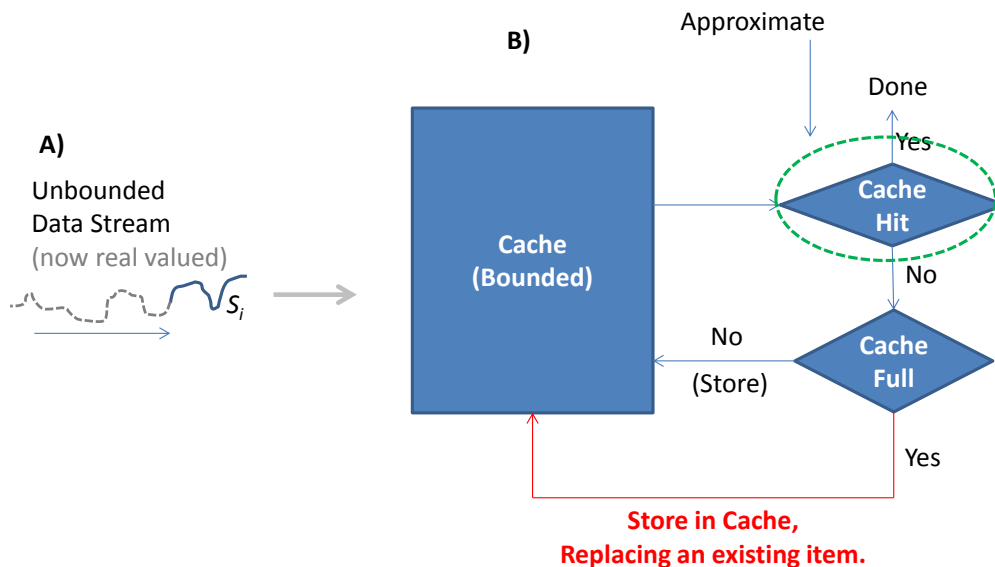 A)
Unbounded
Data Stream
(now real valued)
Si
B)
Approximate
Done
Yes
Cache
Hit
No
Cache
(Bounded)
No
(Store)
Cache
Full
Yes
Store in Cache,
Replacing an existing item.